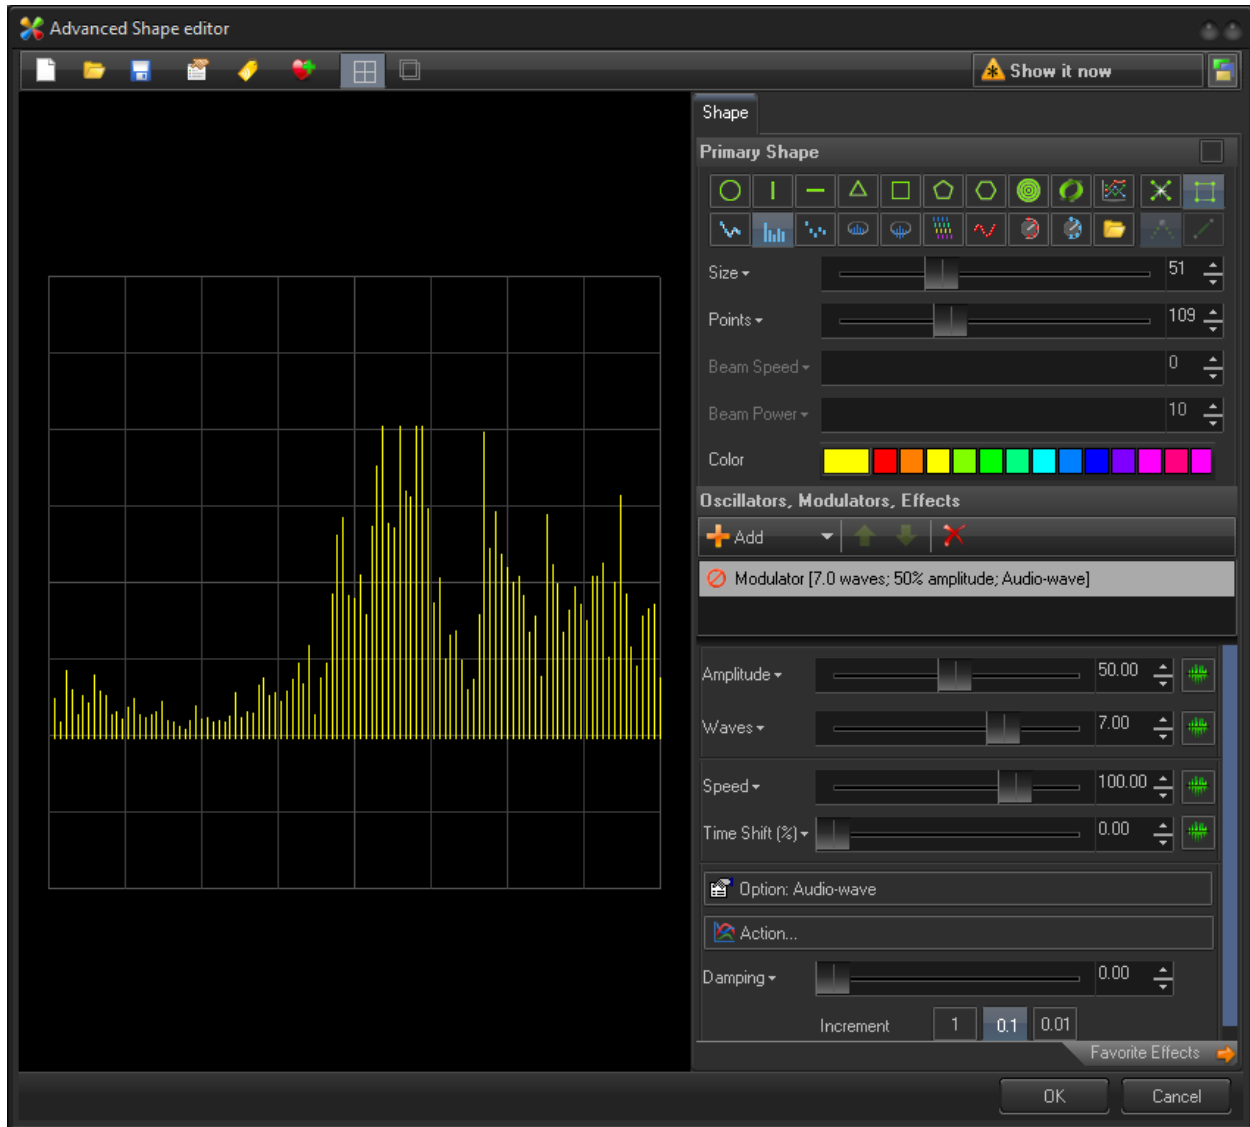 Advanced Shape editor
Show it now
Shape
Primary Shape
Size 51
Points 109
Beam Speed 0
Beam Power 10
Color
Oscillators, Modulators, Effects
Add
Modulator [7.0 waves; 50% amplitude; Audio-wave]
Amplitude 50.00
Waves 7.00
Speed 100.00
Time Shift (%) 0.00
Option: Audio-wave
Action...
Damping 0.00
Increment 1 0.1 0.01
Favorite Effects
OK Cancel